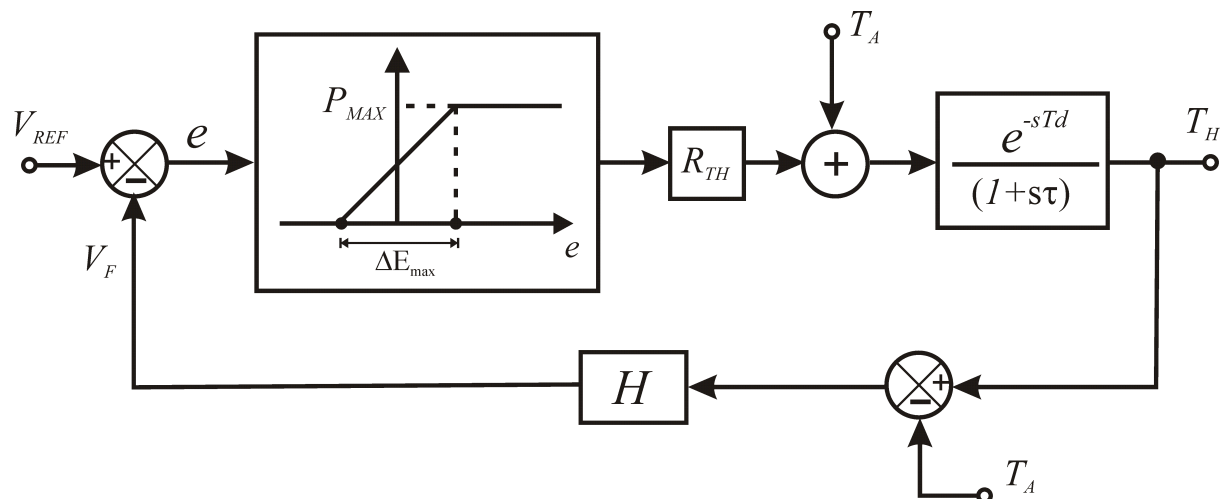 T_A
V_REF
+
−
e
P_MAX
e
ΔE_max
R_TH
+
e^-sTd
(1+sτ)
T_H
V_F
H
+
−
T_A